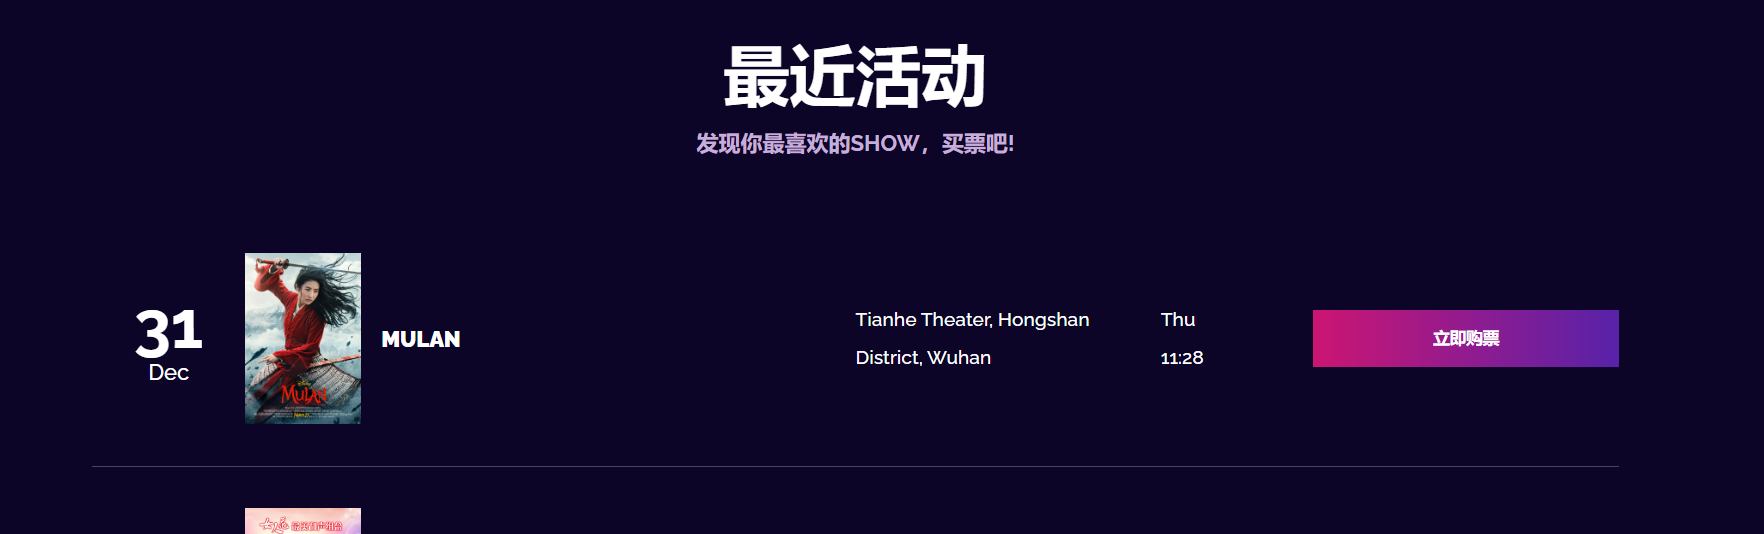 最近活动
发现你最喜欢的SHOW，买票吧!
31
Dec
Disney
MULAN
MULAN
Tianhe Theater, Hongshan
District, Wuhan
Thu
11:28
立即购票